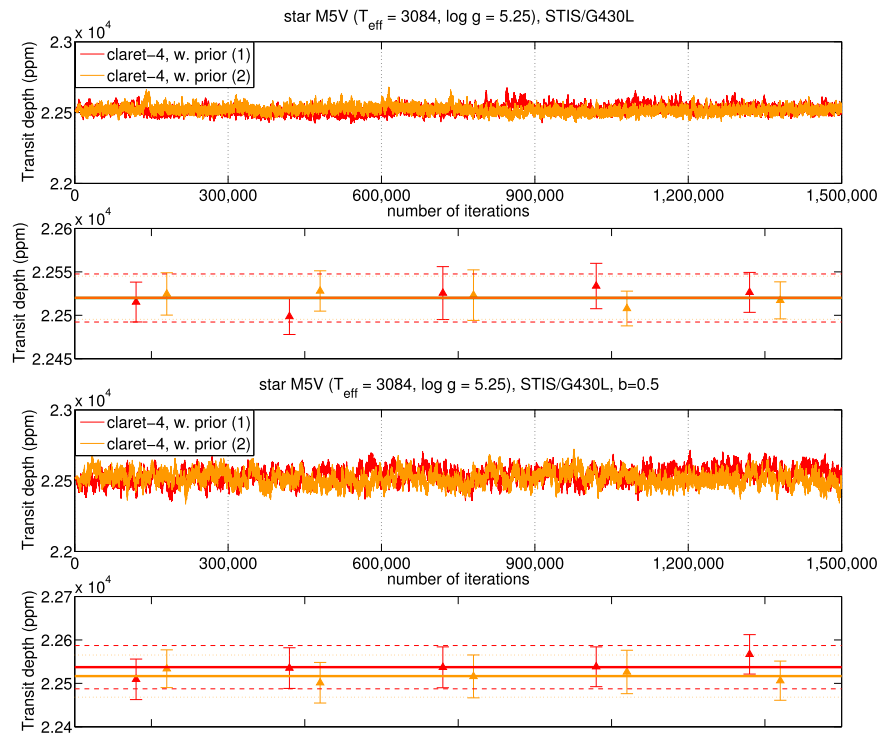 star M5V (Teff = 3084, log g = 5.25), STIS/G430L
x 10^4
2.3
2.25
2.2
Transit depth (ppm)
claret−4, w. prior (1)
claret−4, w. prior (2)
0 300,000 600,000 900,000 1,200,000 1,500,000
number of iterations
x 10^4
2.26
2.255
2.25
2.245
Transit depth (ppm)
star M5V (Teff = 3084, log g = 5.25), STIS/G430L, b=0.5
x 10^4
2.3
2.25
2.2
Transit depth (ppm)
claret−4, w. prior (1)
claret−4, w. prior (2)
0 300,000 600,000 900,000 1,200,000 1,500,000
number of iterations
x 10^4
2.27
2.26
2.25
2.24
Transit depth (ppm)